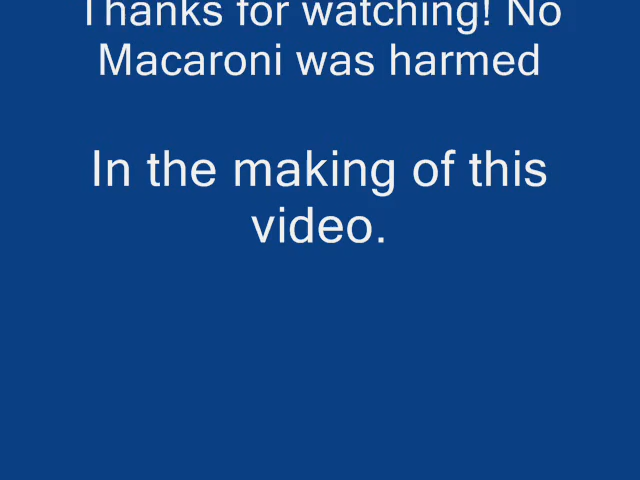 Thanks for watching! No
Macaroni was harmed
In the making of this
video.